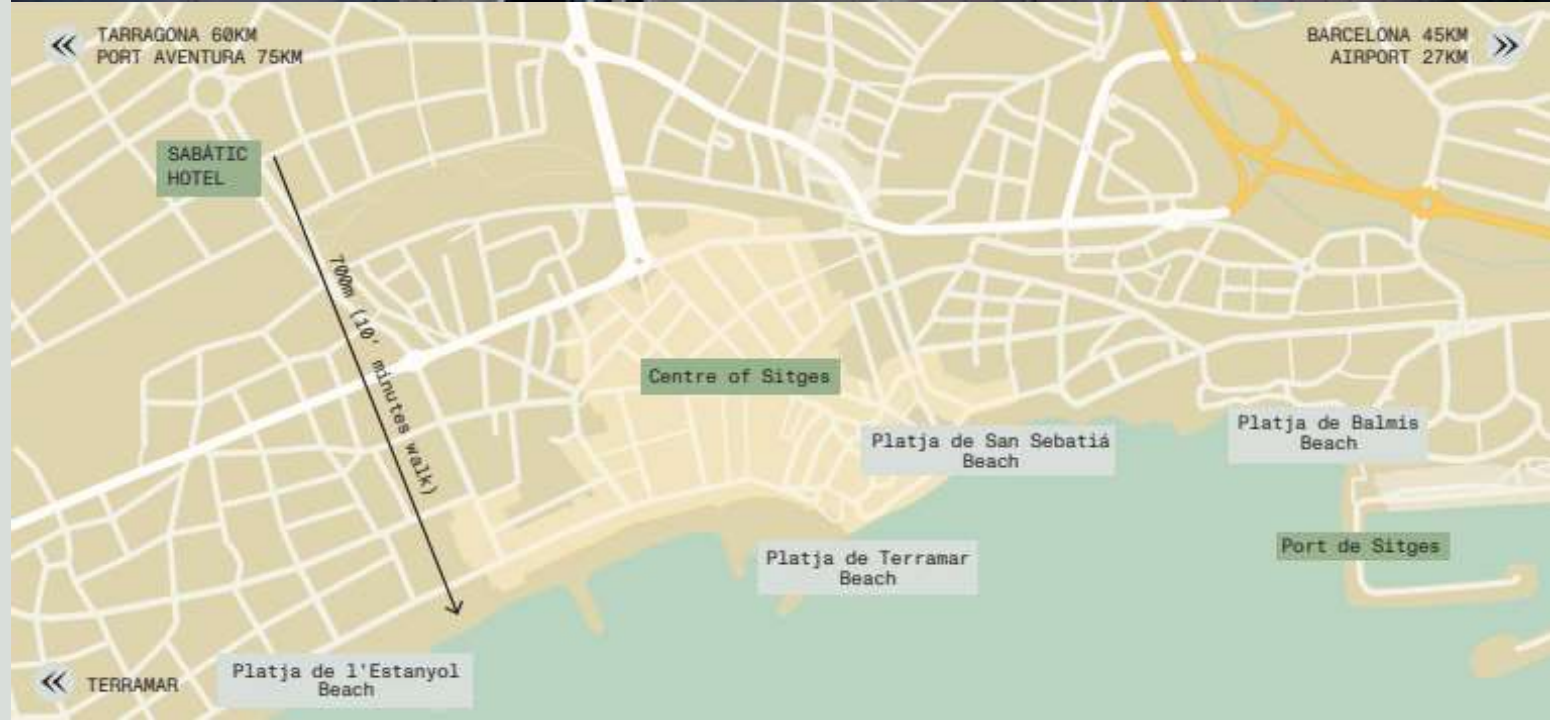 TARRAGONA 60KM
PORT AVENTURA 75KM
BARCELONA 45KM
AIRPORT 27KM
SABÀTIC
HOTEL
700m (10' minutes walk)
Centre of Sitges
Platja de San Sebatiá
Beach
Platja de Balmis
Beach
Platja de Terramar
Beach
Port de Sitges
Platja de l'Estanyol
Beach
TERRAMAR